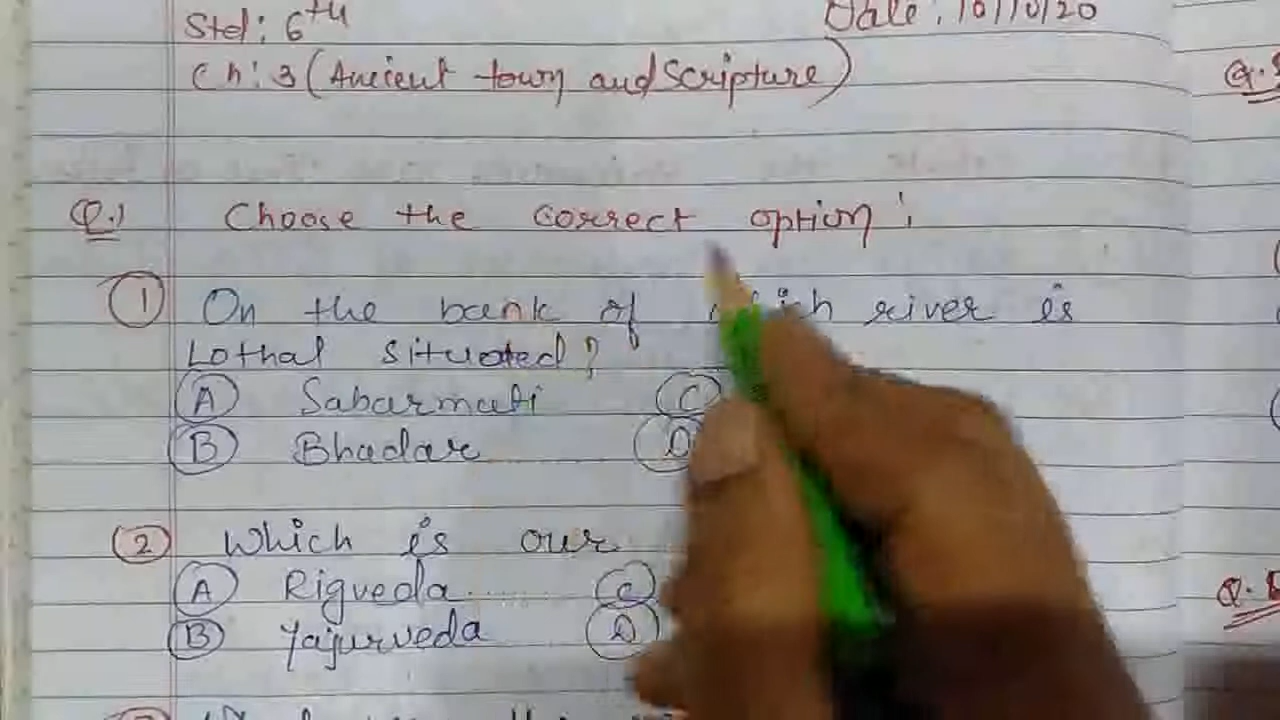 Std: 6th Date: 10/10/20
Ch: 3 (Ancient town and Scripture)
Q.1 Choose the correct option:
1 On the bank of which river is
Lothal situated?
A Sabarmati C
B Bhadar D
2 Which is our
A Rigveda C
B Yajurveda D